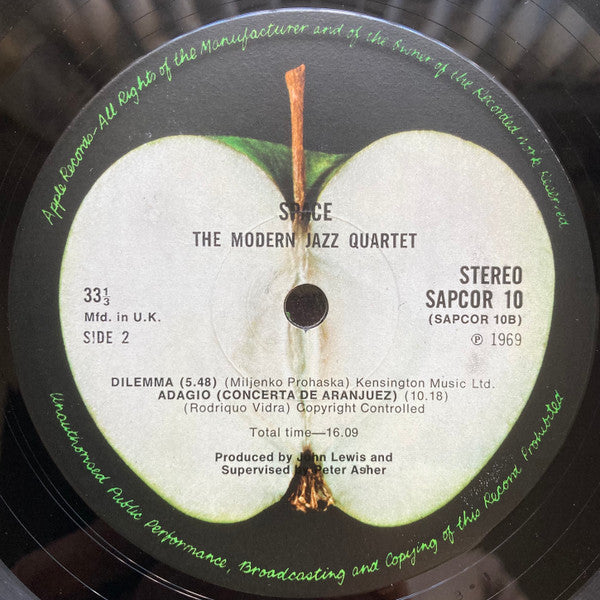 Apple Records-All Rights of the Manufacturer and of the Owner of the Recorded Work Reserved
SPACE
THE MODERN JAZZ QUARTET
33⅓
Mfd. in U.K.
SIDE 2
STEREO
SAPCOR 10
(SAPCOR 10B)
℗ 1969
DILEMMA (5.48) (Miljenko Prohaska) Kensington Music Ltd.
ADAGIO (CONCERTA DE ARANJUEZ) (10.18)
(Rodriquo Vidra) Copyright Controlled
Total time—16.09
Produced by John Lewis and
Supervised by Peter Asher
Unauthorised Public Performance, Broadcasting and Copying of this Record Prohibited